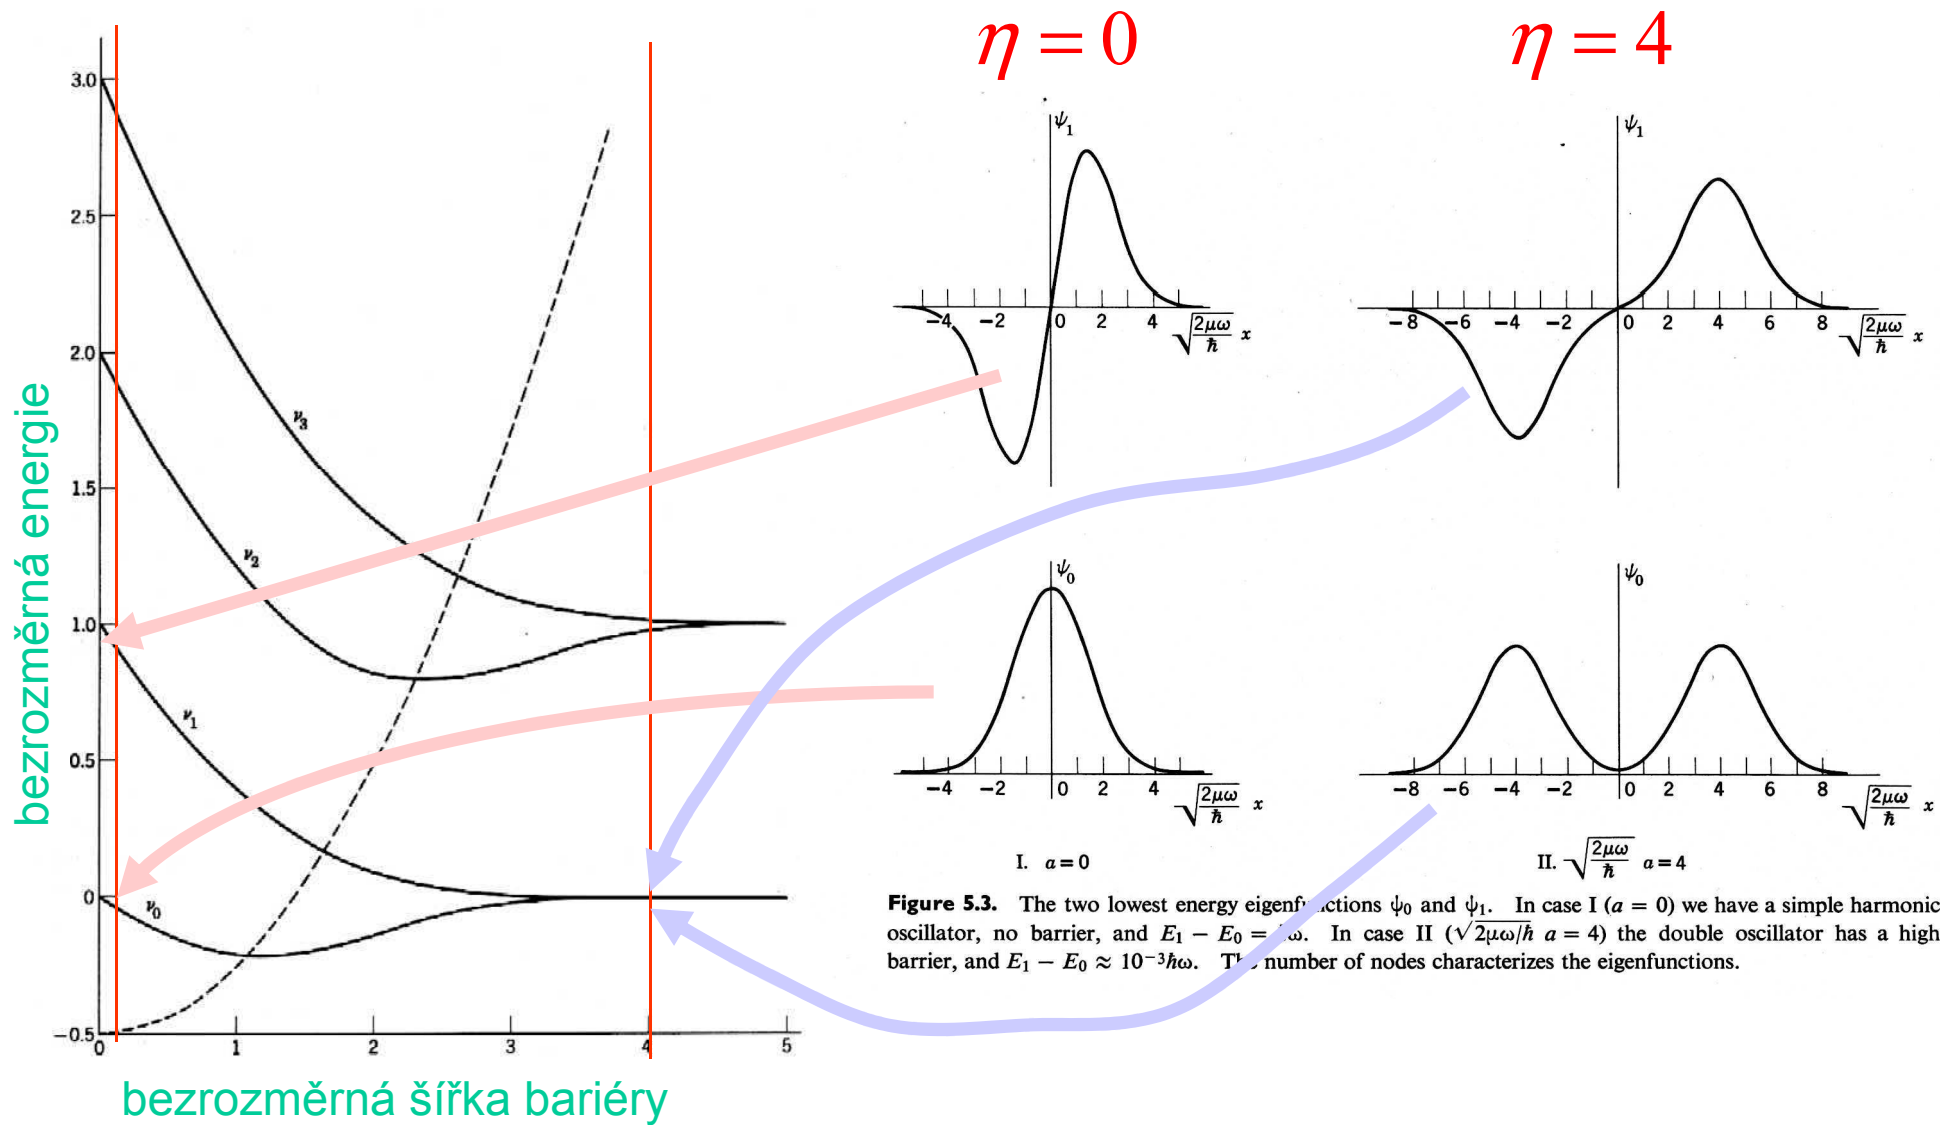 η = 0
η = 4
3.0
2.5
2.0
1.5
1.0
0.5
0
−0.5
0 1 2 3 4 5
ν3
ν2
ν1
ν0
bezrozměrná energie
bezrozměrná šířka bariéry
ψ1
−4 −2 0 2 4 √2μω/ħ x
ψ1
−8 −6 −4 −2 0 2 4 6 8 √2μω/ħ x
ψ0
−4 −2 0 2 4 √2μω/ħ x
ψ0
−8 −6 −4 −2 0 2 4 6 8 √2μω/ħ x
I. a = 0
II. √2μω/ħ a = 4
Figure 5.3. The two lowest energy eigenfunctions ψ0 and ψ1. In case I (a = 0) we have a simple harmonic
oscillator, no barrier, and E1 − E0 = ω. In case II (√2μω/ħ a = 4) the double oscillator has a high
barrier, and E1 − E0 ≈ 10−3ħω. The number of nodes characterizes the eigenfunctions.